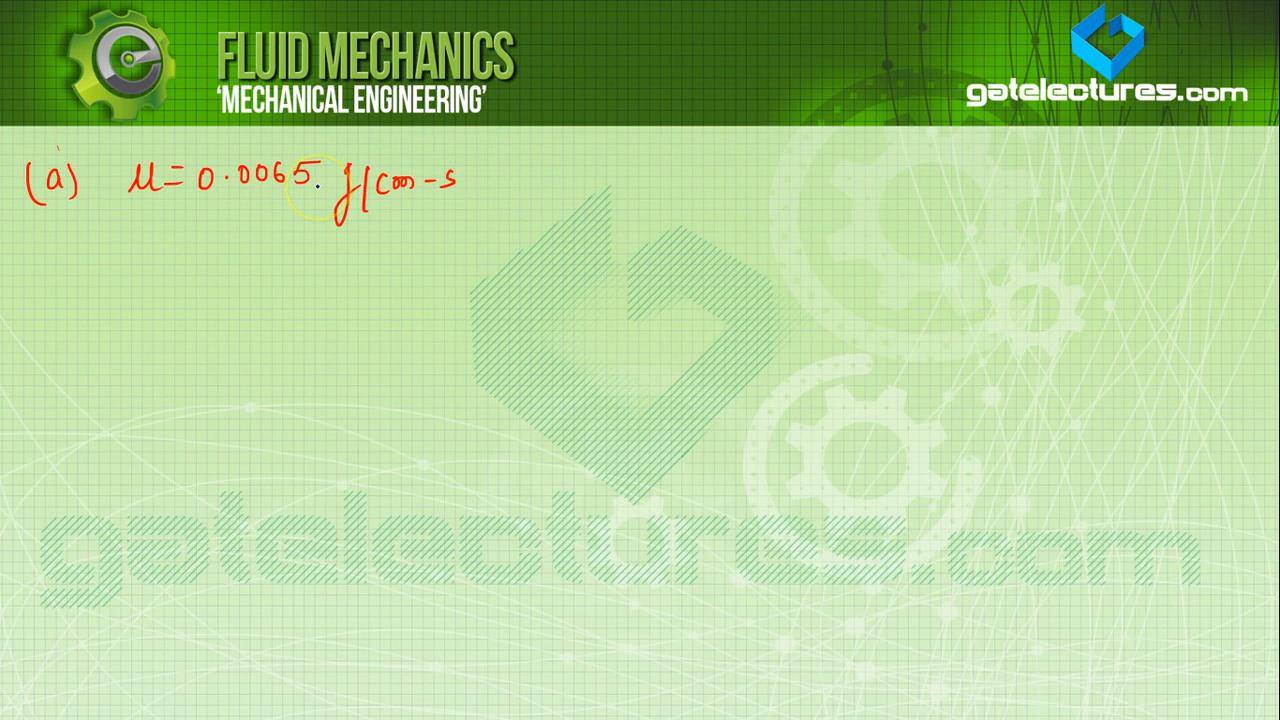 FLUID MECHANICS
'MECHANICAL ENGINEERING'
gatelectures.com
(a) μ = 0.0065 g/cm-s
gatelectures.com